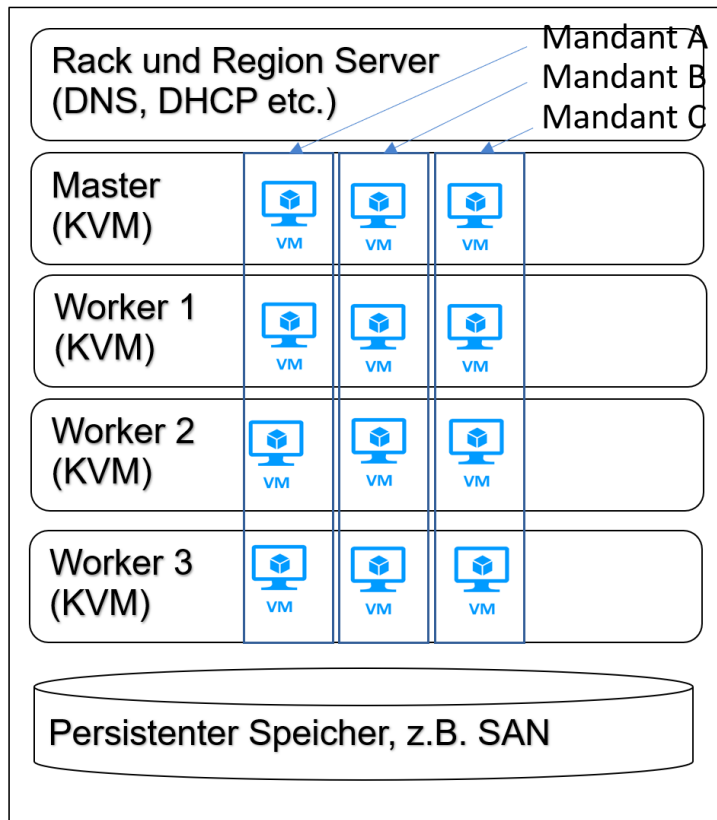 Rack und Region Server
(DNS, DHCP etc.)
Mandant A
Mandant B
Mandant C
Master
(KVM)
VM
VM
VM
Worker 1
(KVM)
VM
VM
VM
Worker 2
(KVM)
VM
VM
VM
Worker 3
(KVM)
VM
VM
VM
Persistenter Speicher, z.B. SAN